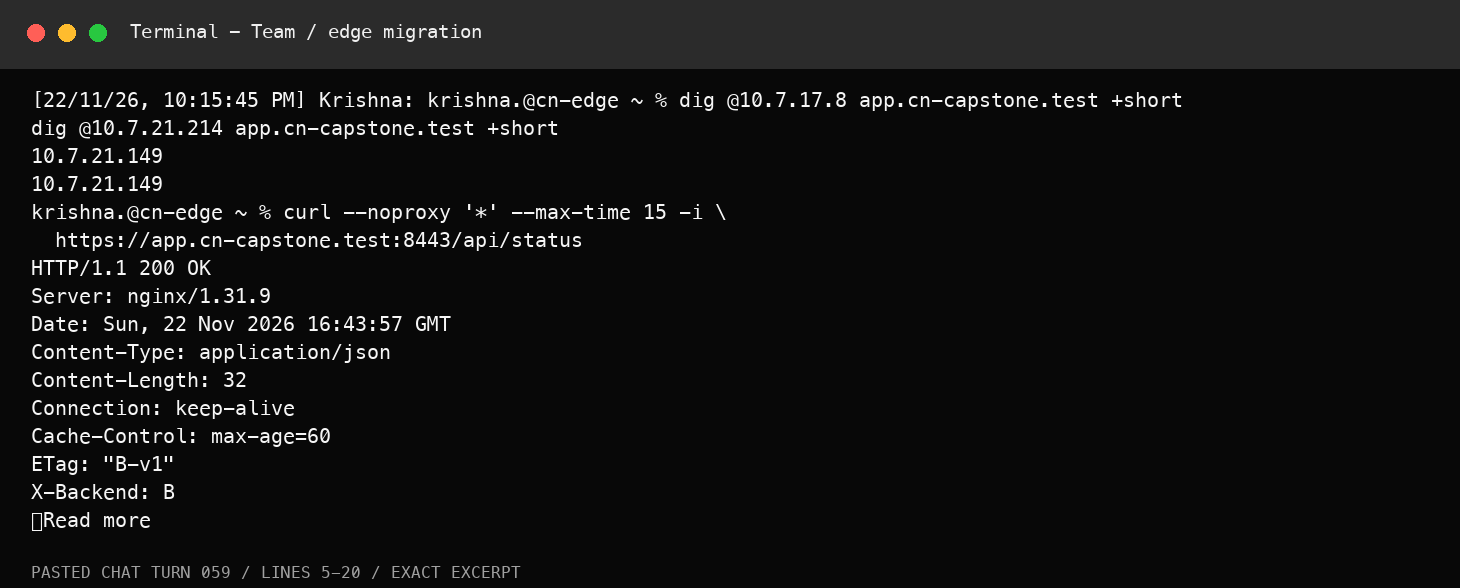 Terminal — Team / edge migration
[22/11/26, 10:15:45 PM] Krishna: krishna.@cn-edge ~ % dig @10.7.17.8 app.cn-capstone.test +short
dig @10.7.21.214 app.cn-capstone.test +short
10.7.21.149
10.7.21.149
krishna.@cn-edge ~ % curl --noproxy '*' --max-time 15 -i \
  https://app.cn-capstone.test:8443/api/status
HTTP/1.1 200 OK
Server: nginx/1.31.9
Date: Sun, 22 Nov 2026 16:43:57 GMT
Content-Type: application/json
Content-Length: 32
Connection: keep-alive
Cache-Control: max-age=60
ETag: "B-v1"
X-Backend: B
Read more
PASTED CHAT TURN 059 / LINES 5–20 / EXACT EXCERPT